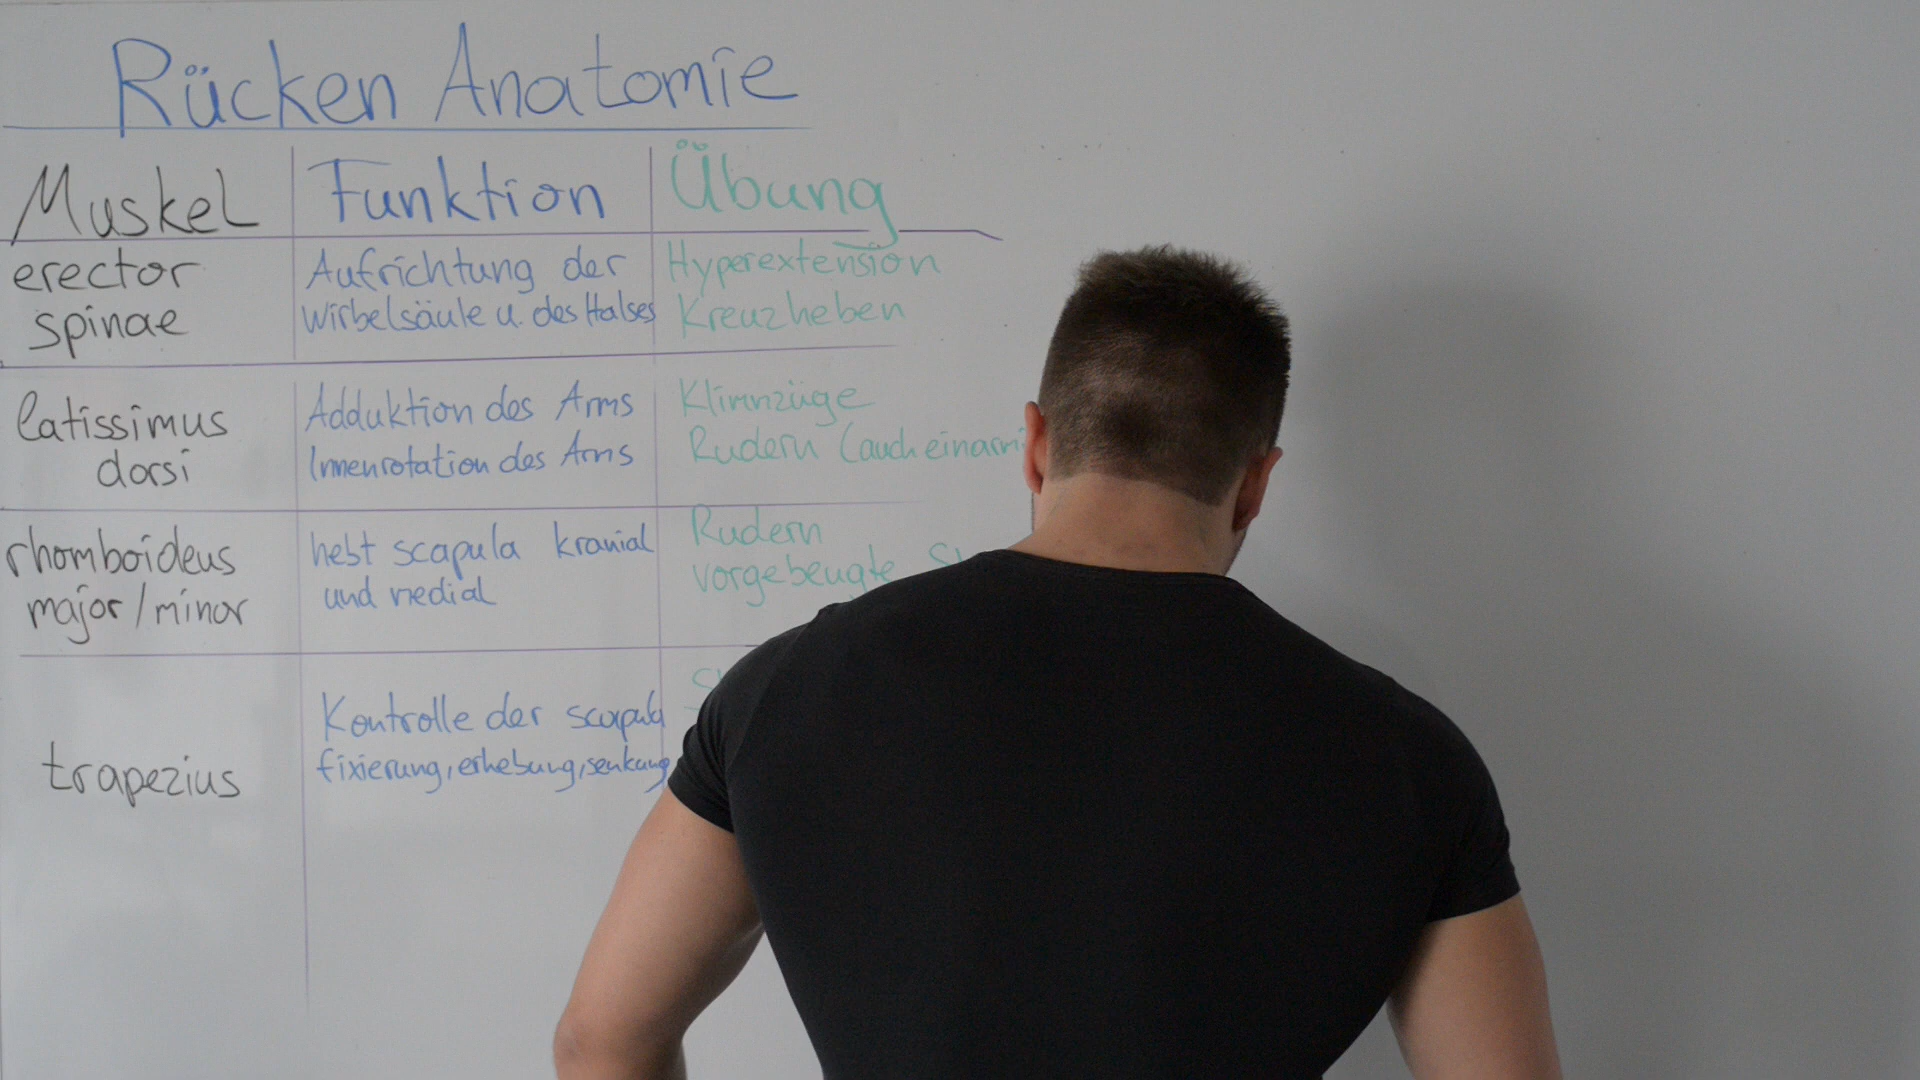 Rücken Anatomie
Muskel Funktion Übung
erector Aufrichtung der Hyperextension
spinae Wirbelsäule u. des Halses Kreuzheben
latissimus Adduktion des Arms Klimmzüge
dorsi Innenrotation des Arms Rudern (auch einarmi
rhomboideus hebt scapula kranial Rudern
major/minor und medial vorgebeugte
trapezius Kontrolle der scapula
fixierung, erhebung, senkung